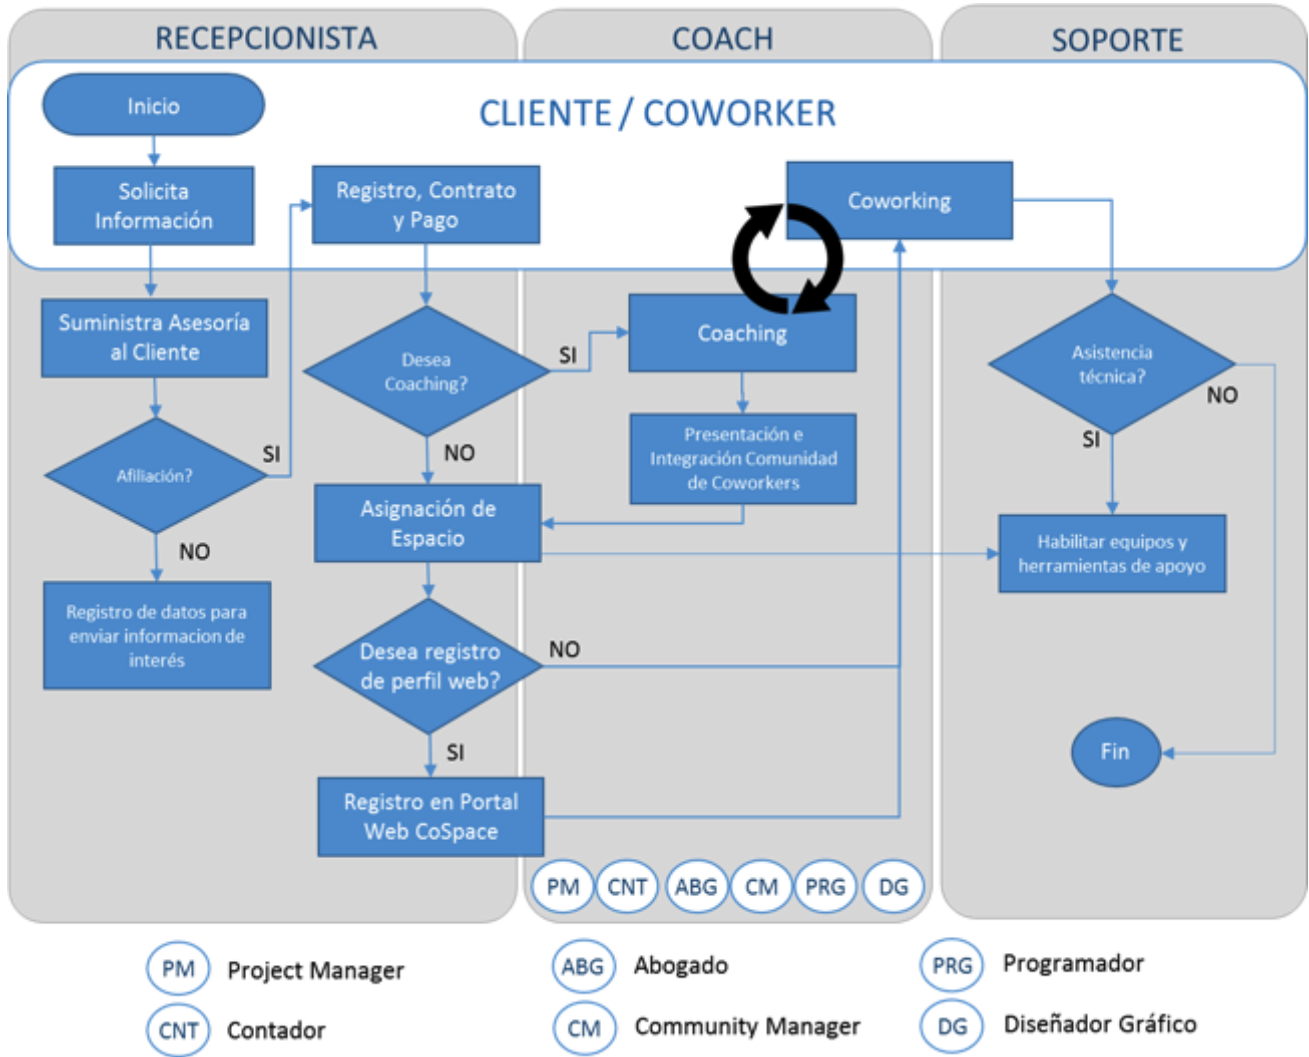 RECEPCIONISTA
COACH
SOPORTE
CLIENTE / COWORKER
Inicio
Solicita
Información
Registro, Contrato
y Pago
Coworking
Suministra Asesoría
al Cliente
Desea
Coaching?
SI
Coaching
Asistencia
técnica?
NO
SI
Afiliación?
SI
NO
NO
Presentación e
Integración Comunidad
de Coworkers
Asignación de
Espacio
Habilitar equipos y
herramientas de apoyo
Registro de datos para
enviar informacion de
interés
Desea registro
de perfil web?
NO
SI
Fin
Registro en Portal
Web CoSpace
PM
CNT
ABG
CM
PRG
DG
PM Project Manager
ABG Abogado
PRG Programador
CNT Contador
CM Community Manager
DG Diseñador Gráfico